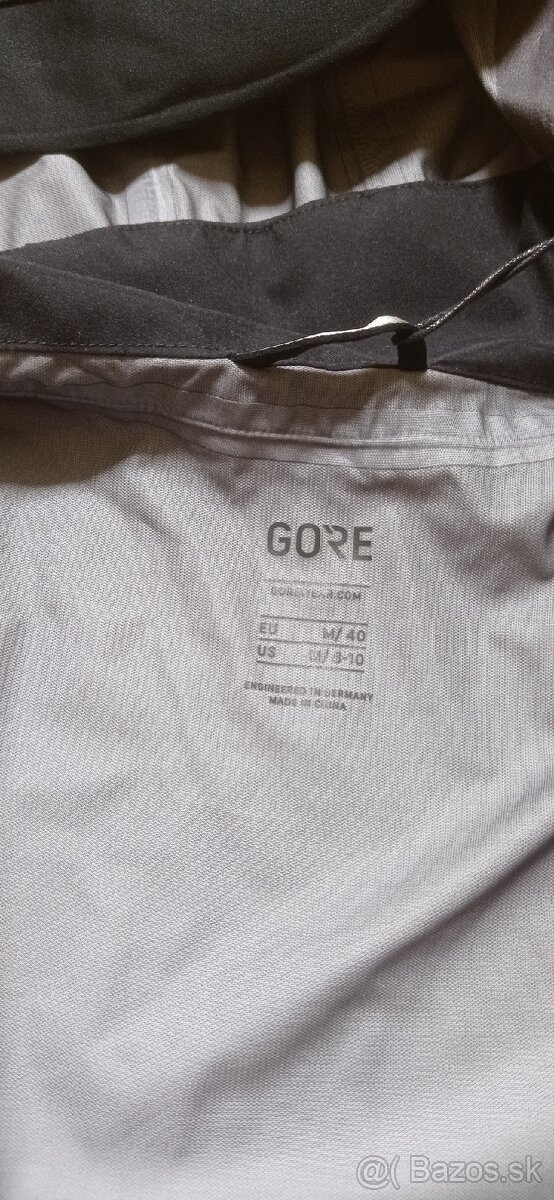 GORE
GOREWEAR.COM
EU M/ 40
US M/ 8-10
ENGINEERED IN GERMANY
MADE IN CHINA
@( Bazos.sk